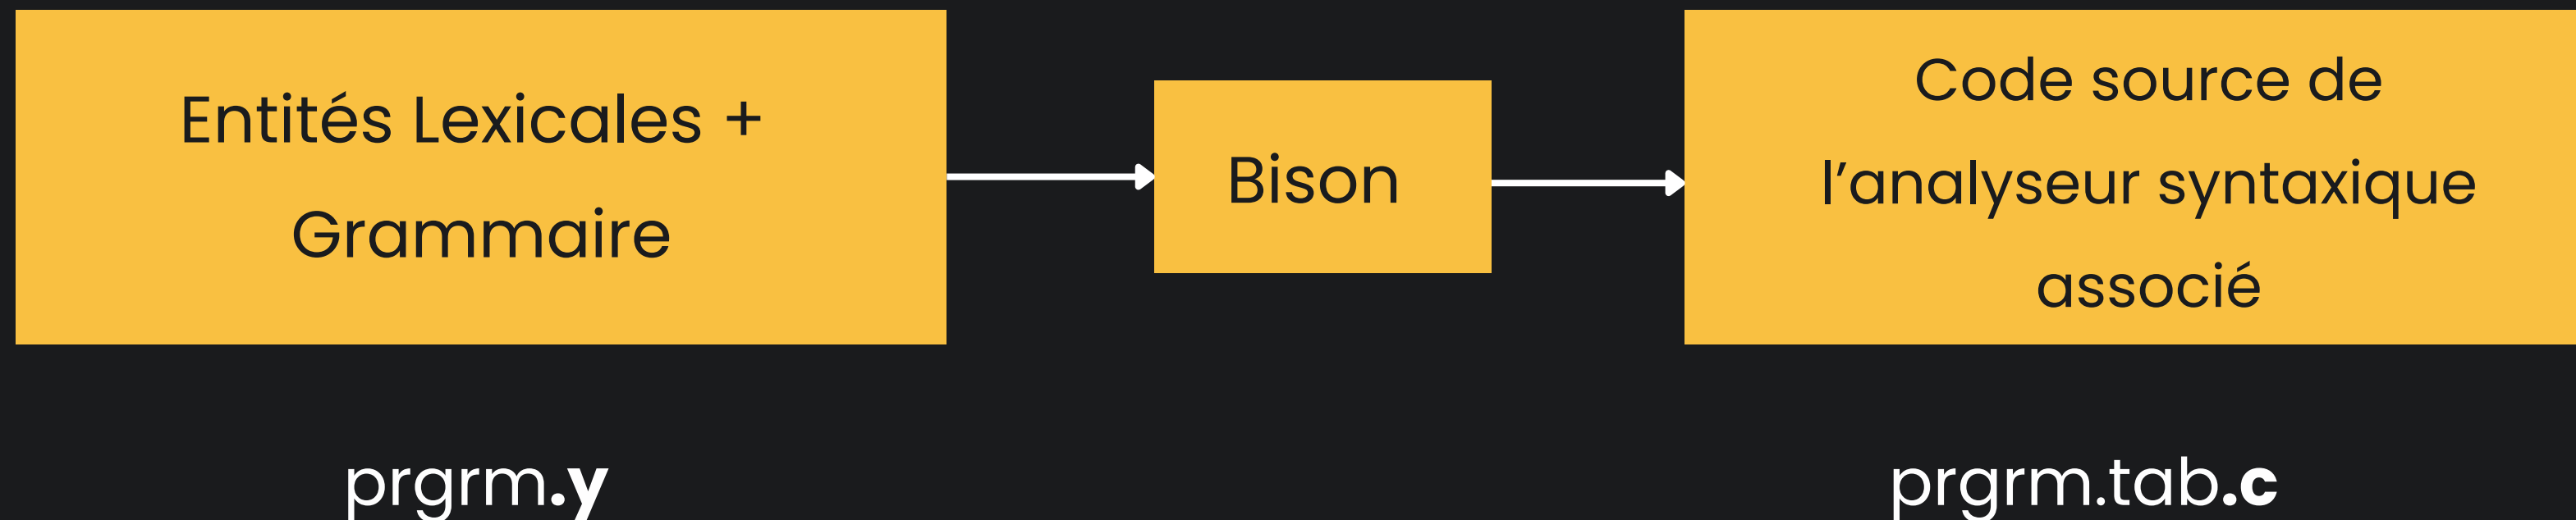 Entités Lexicales +
Grammaire
Bison
Code source de
l’analyseur syntaxique
associé
prgrm.y
prgrm.tab.c